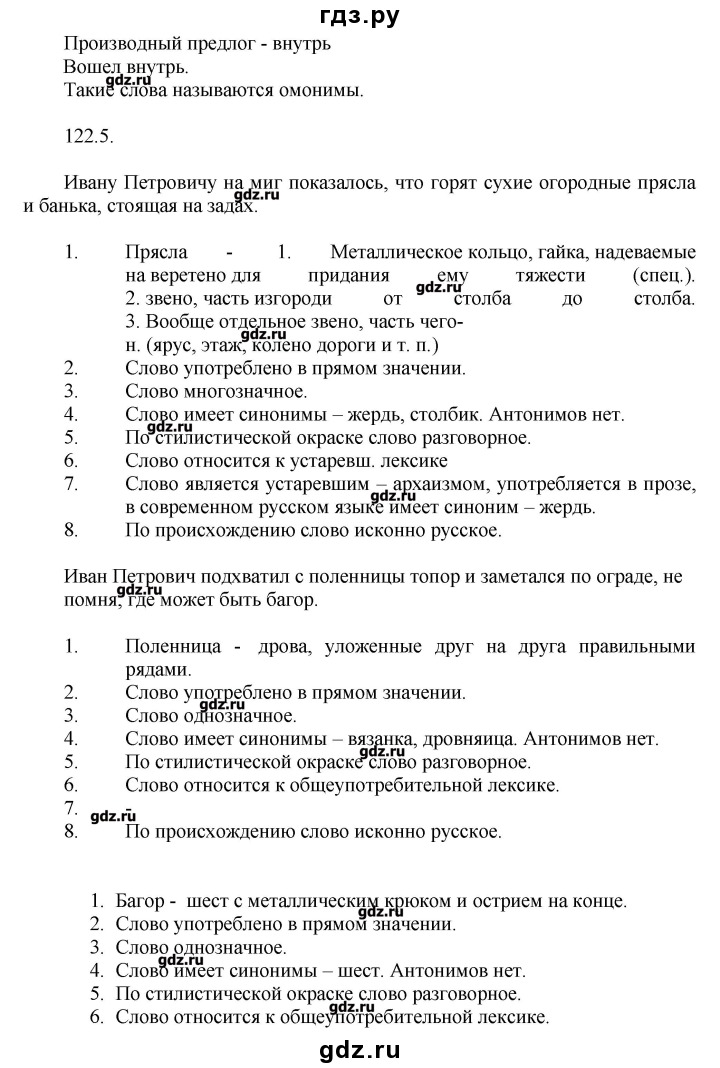 гдз.ру
Производный предлог - внутрь
Вошел внутрь.
gdz.ru
Такие слова называются омонимы.
122.5.
Ивану Петровичу на миг показалось, что горят сухие огородные прясла
gdz.ru
и банька, стоящая на задах.
1. Прясла - 1. Металлическое кольцо, гайка, надеваемые
на веретено для придания ему тяжести (спец.).
gdz.ru
2. звено, часть изгороди от столба до столба.
3. Вообще отдельное звено, часть чего-
gdz.ru
н. (ярус, этаж, колено дороги и т. п.)
2. Слово употреблено в прямом значении.
3. Слово многозначное.
4. Слово имеет синонимы – жердь, столбик. Антонимов нет.
gdz.ru
5. По стилистической окраске слово разговорное.
6. Слово относится к устаревш. лексике
7. Слово является устаревшим – архаизмом, употребляется в прозе,
gdz.ru
в современном русском языке имеет синоним – жердь.
8. По происхождению слово исконно русское.
Иван Петрович подхватил с поленницы топор и заметался по ограде, не
gdz.ru
помня, где может быть багор.
1. Поленница - дрова, уложенные друг на друга правильными
рядами.
2. Слово употреблено в прямом значении.
gdz.ru
3. Слово однозначное.
4. Слово имеет синонимы – вязанка, дровняица. Антонимов нет.
gdz.ru
5. По стилистической окраске слово разговорное.
6. Слово относится к общеупотребительной лексике.
7. -
gdz.ru
8. По происхождению слово исконно русское.
1. Багор - шест с металлическим крюком и острием на конце.
gdz.ru
2. Слово употреблено в прямом значении.
3. Слово однозначное.
gdz.ru
4. Слово имеет синонимы – шест. Антонимов нет.
5. По стилистической окраске слово разговорное.
gdz.ru
6. Слово относится к общеупотребительной лексике.
gdz.ru